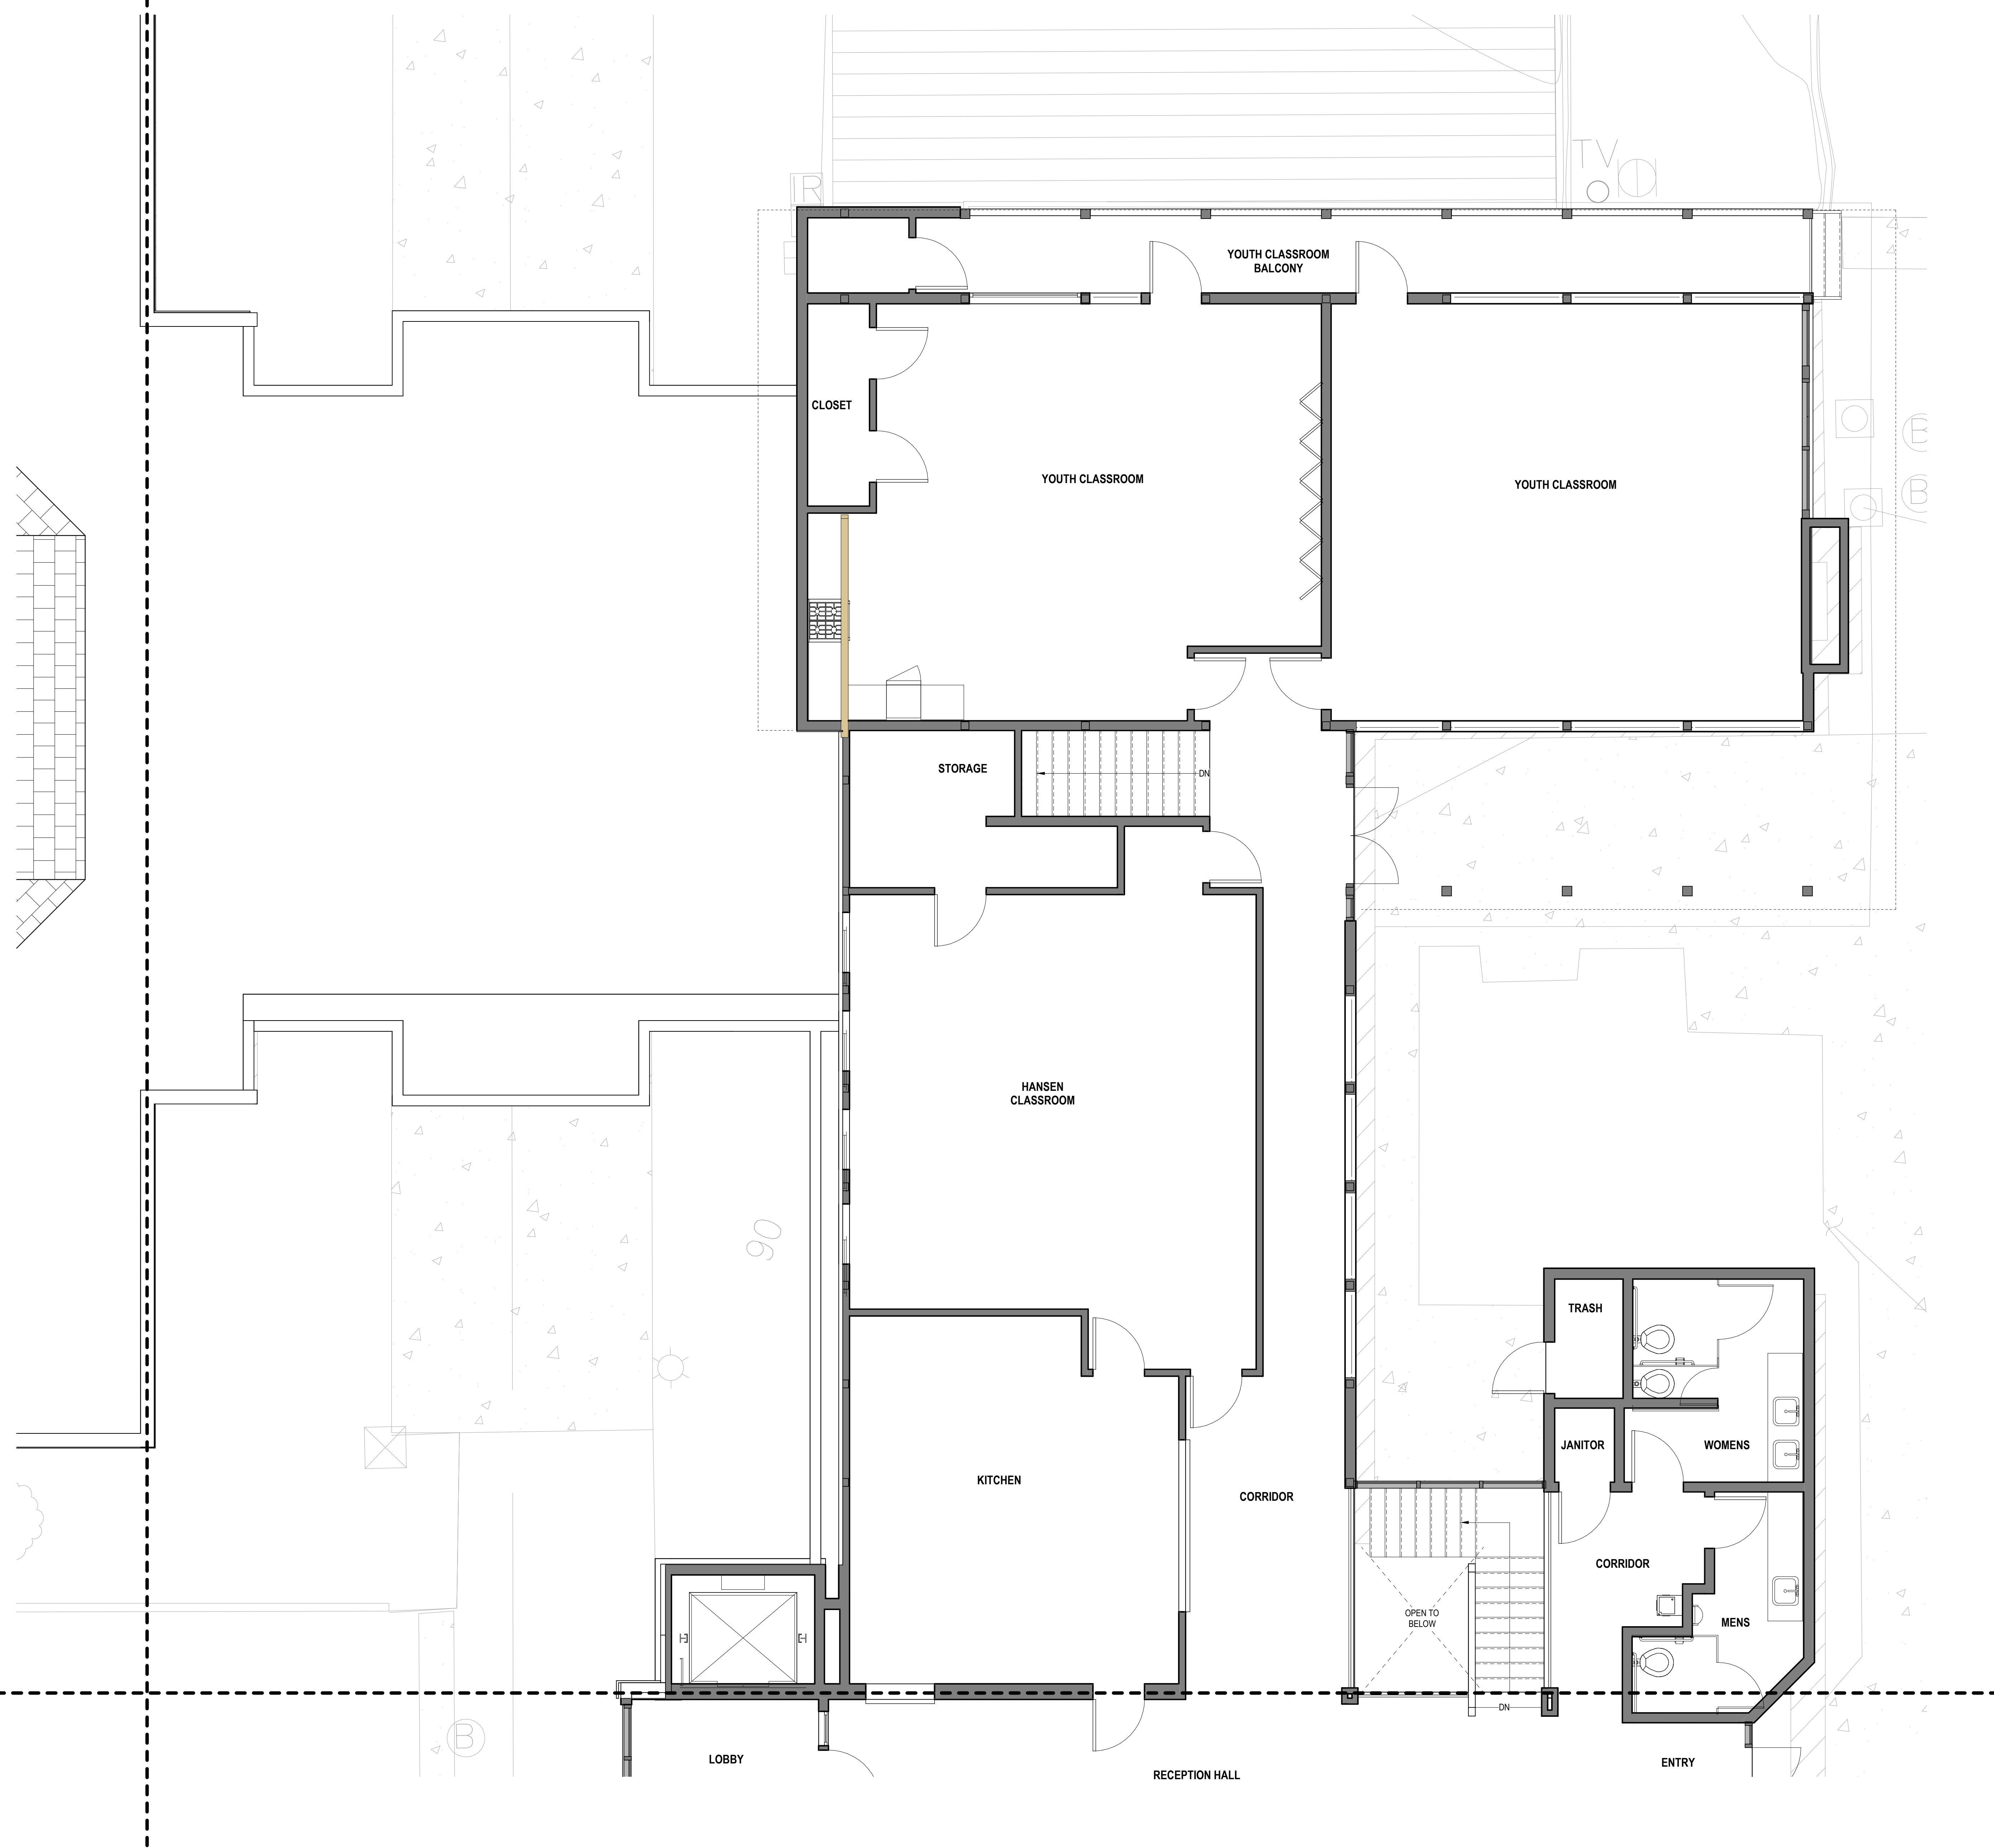 TV
IR
YOUTH CLASSROOM
BALCONY
CLOSET
B
YOUTH CLASSROOM
YOUTH CLASSROOM
B
STORAGE
DN
HANSEN
CLASSROOM
90
TRASH
JANITOR
WOMENS
KITCHEN
CORRIDOR
CORRIDOR
OPEN TO
BELOW
MENS
DN
B
LOBBY
ENTRY
RECEPTION HALL